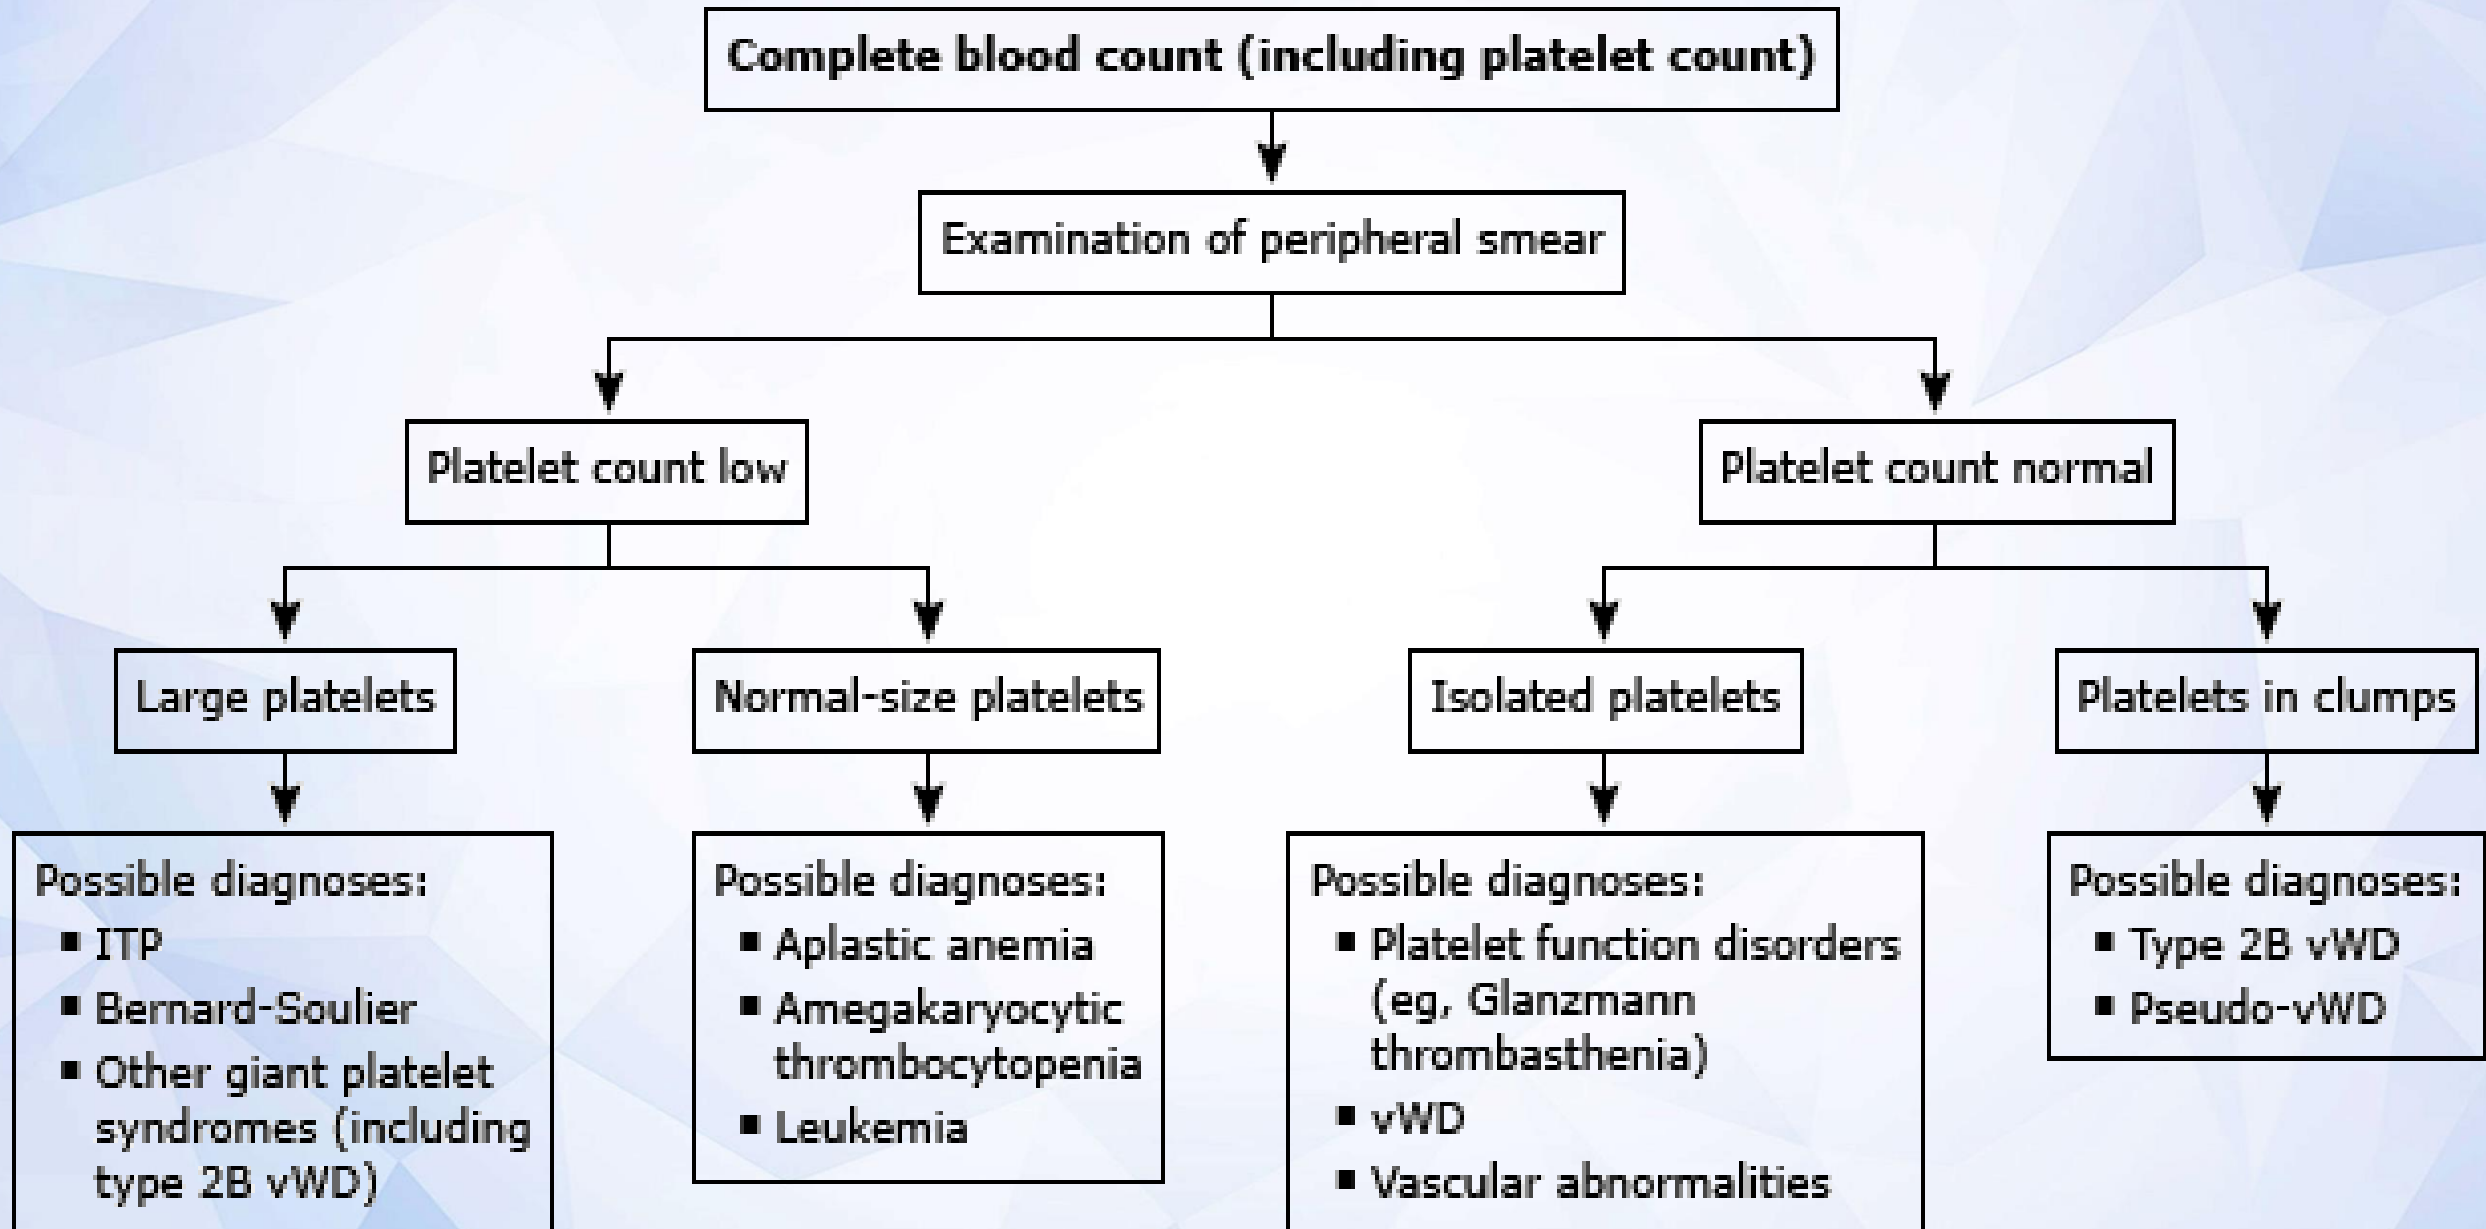 Complete blood count (including platelet count)
Examination of peripheral smear
Platelet count low
Platelet count normal
Large platelets
Normal-size platelets
Isolated platelets
Platelets in clumps
Possible diagnoses:
▪ ITP
▪ Bernard-Soulier
▪ Other giant platelet
syndromes (including
type 2B vWD)
Possible diagnoses:
▪ Aplastic anemia
▪ Amegakaryocytic
thrombocytopenia
▪ Leukemia
Possible diagnoses:
▪ Platelet function disorders
(eg, Glanzmann
thrombasthenia)
▪ vWD
▪ Vascular abnormalities
Possible diagnoses:
▪ Type 2B vWD
▪ Pseudo-vWD